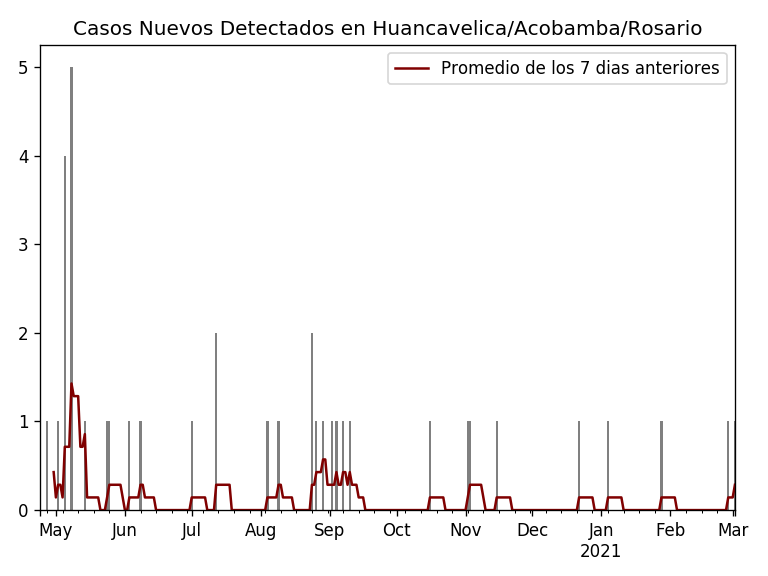 Casos Nuevos Detectados en Huancavelica/Acobamba/Rosario
Promedio de los 7 dias anteriores
5
4
3
2
1
0
May Jun Jul Aug Sep Oct Nov Dec Jan Feb Mar
2021